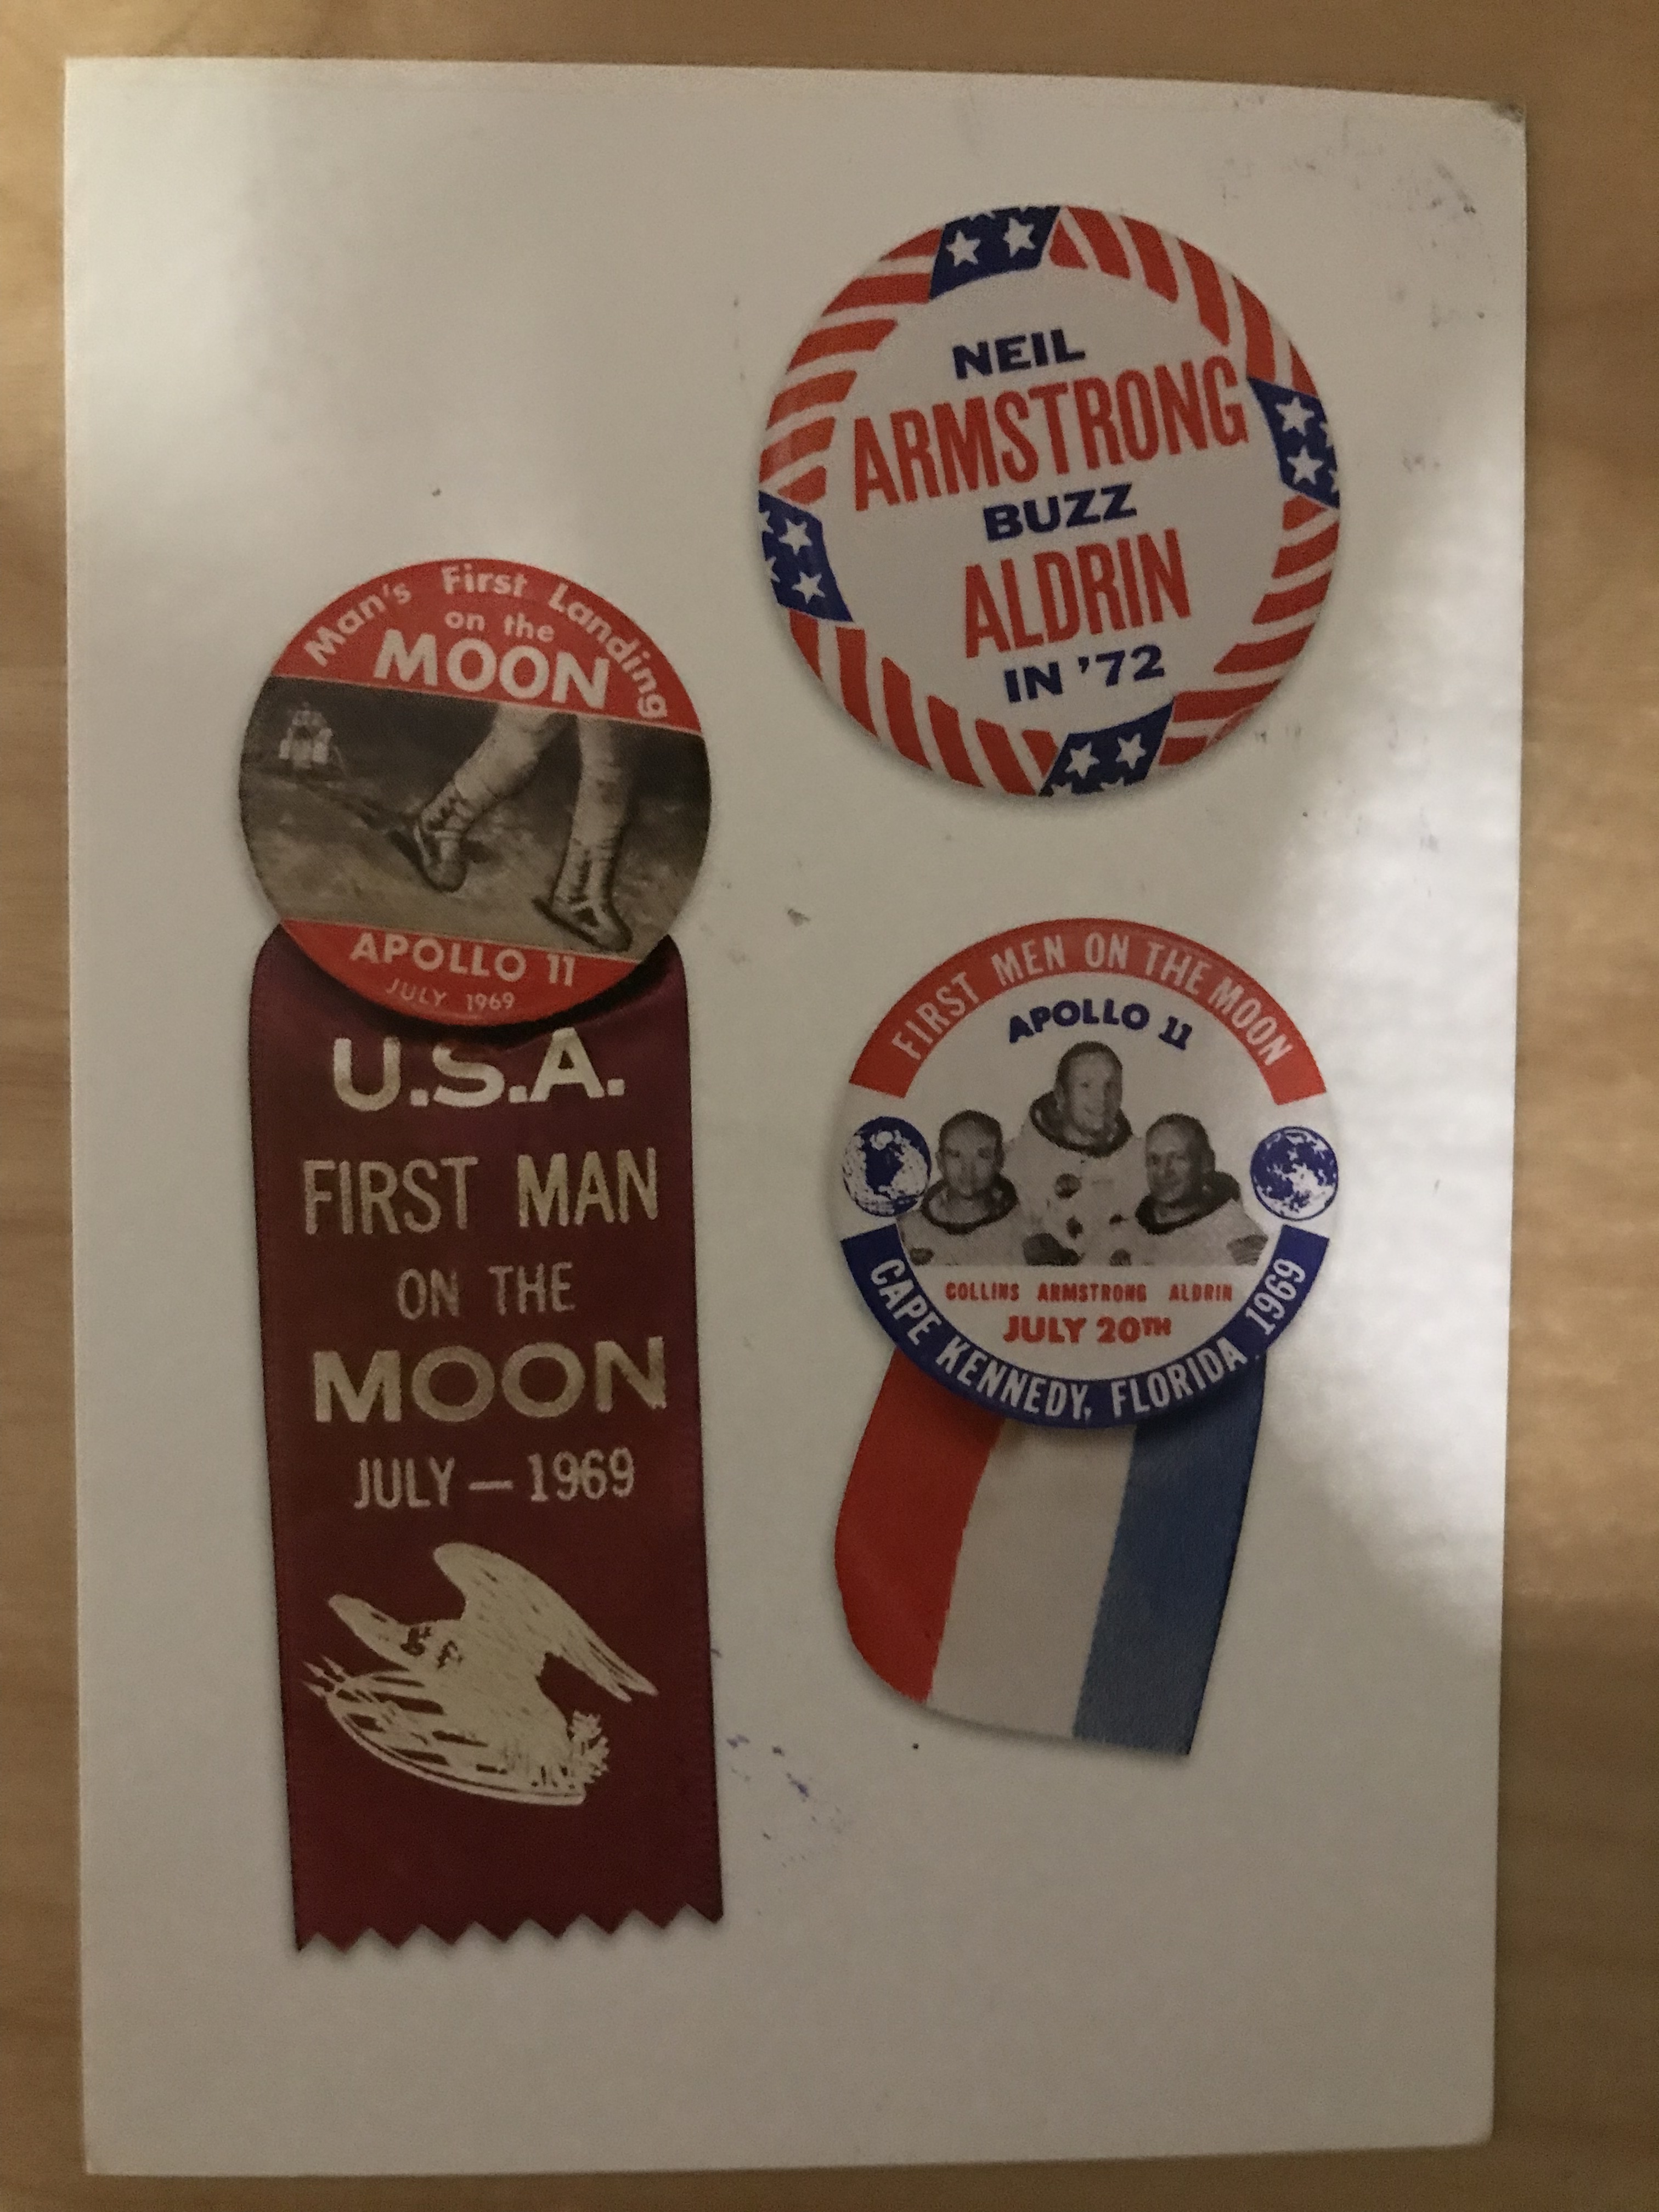 NEIL
ARMSTRONG
BUZZ
ALDRIN
IN '72
Man's First Landing
on the
MOON
APOLLO 11
JULY 1969
U.S.A.
FIRST MAN
ON THE
MOON
JULY — 1969
FIRST MEN ON THE MOON
APOLLO 11
COLLINS ARMSTRONG ALDRIN
JULY 20TH
CAPE KENNEDY, FLORIDA 1969